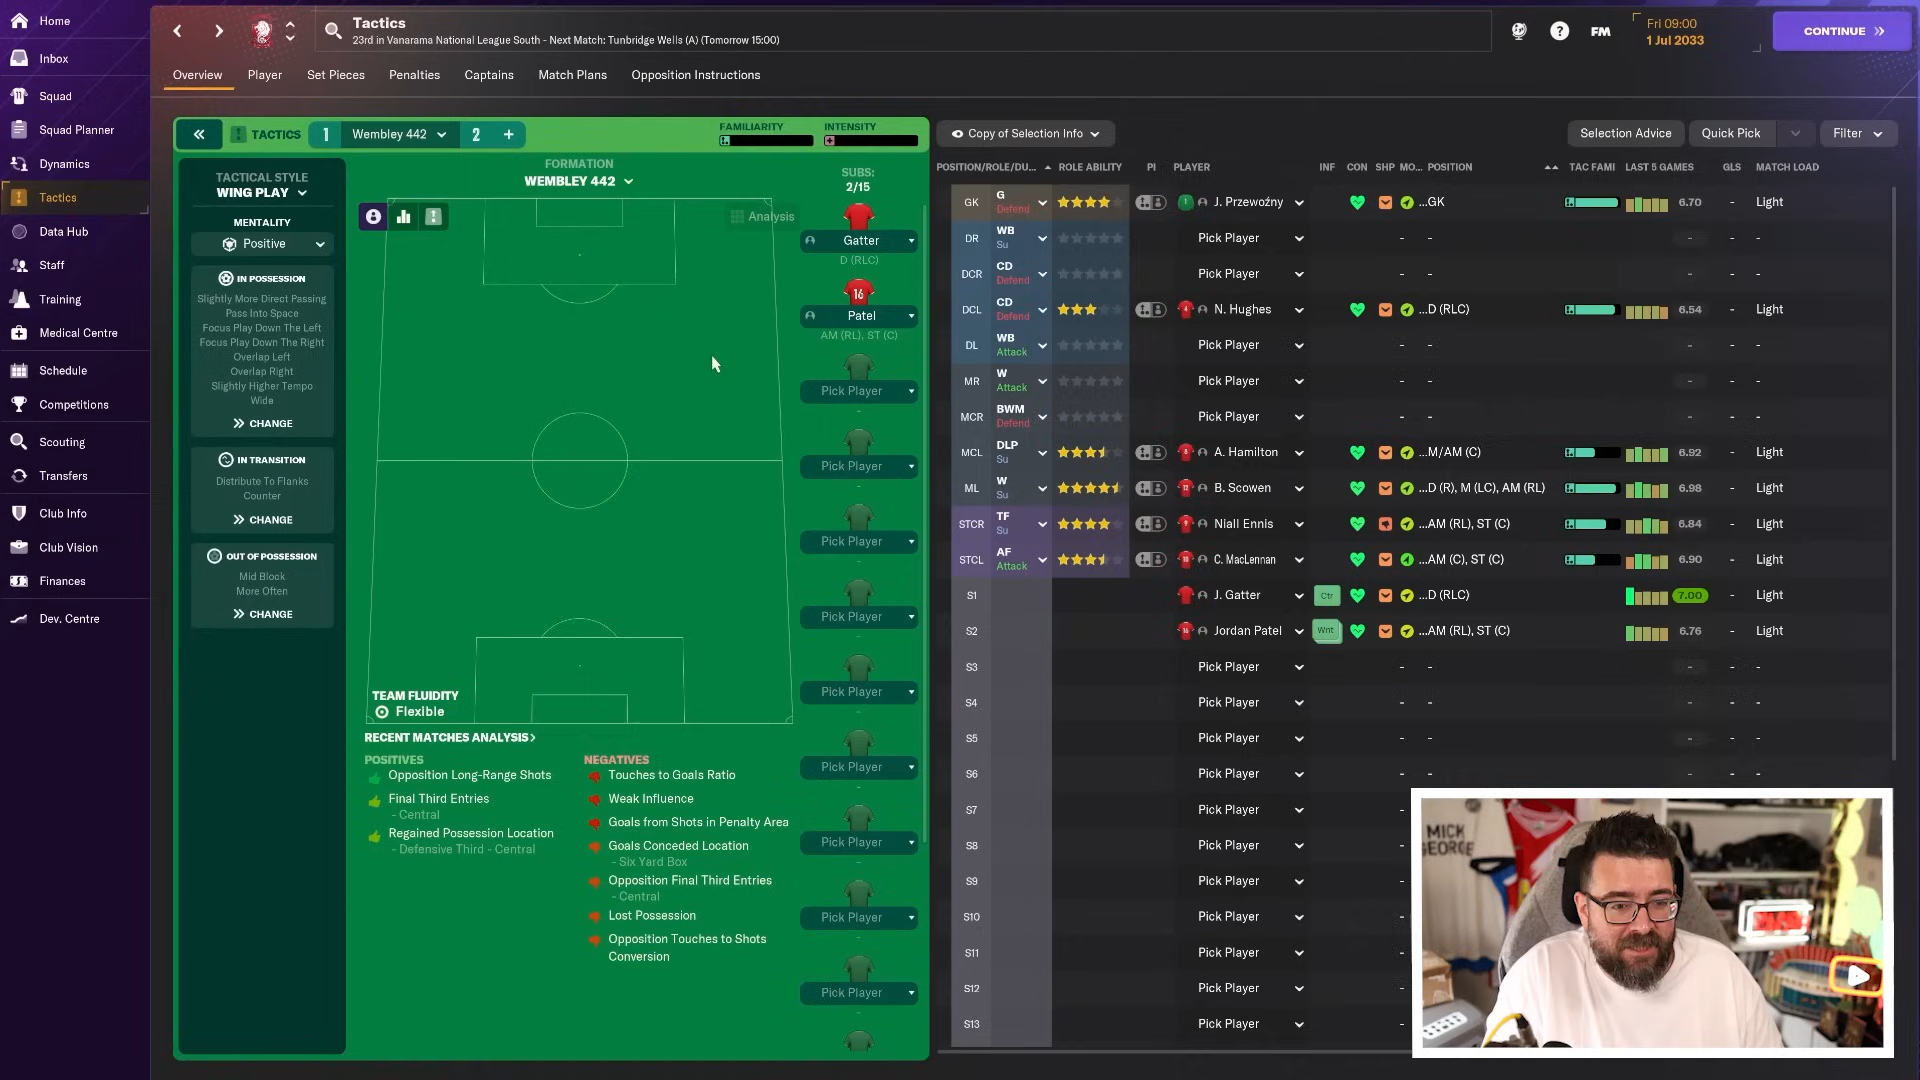 Home
Inbox
Squad
Squad Planner
Dynamics
Tactics
Data Hub
Staff
Training
Medical Centre
Schedule
Competitions
Scouting
Transfers
Club Info
Club Vision
Finances
Dev. Centre
Tactics
23rd in Vanarama National League South - Next Match: Tunbridge Wells (A) (Tomorrow 15:00)
FM
Fri 09:00
1 Jul 2033
CONTINUE
Overview Player Set Pieces Penalties Captains Match Plans Opposition Instructions
TACTICS 1 Wembley 442 2 +
FAMILIARITY INTENSITY
TACTICAL STYLE
WING PLAY
MENTALITY
Positive
IN POSSESSION
Slightly More Direct Passing
Pass Into Space
Focus Play Down The Left
Focus Play Down The Right
Overlap Left
Overlap Right
Slightly Higher Tempo
Wide
CHANGE
IN TRANSITION
Distribute To Flanks
Counter
CHANGE
OUT OF POSSESSION
Mid Block
More Often
CHANGE
FORMATION
WEMBLEY 442
Analysis
TEAM FLUIDITY
Flexible
SUBS:
2/15
Gatter
D (RLC)
16
Patel
AM (RL), ST (C)
Pick Player
-
Pick Player
-
Pick Player
-
Pick Player
-
Pick Player
-
Pick Player
-
Pick Player
-
Pick Player
-
Pick Player
-
RECENT MATCHES ANALYSIS>
POSITIVES
Opposition Long-Range Shots
Final Third Entries
- Central
Regained Possession Location
- Defensive Third - Central
NEGATIVES
Touches to Goals Ratio
Weak Influence
Goals from Shots in Penalty Area
Goals Conceded Location
- Six Yard Box
Opposition Final Third Entries
- Central
Lost Possession
Opposition Touches to Shots
Conversion
Copy of Selection Info
Selection Advice Quick Pick Filter
POSITION/ROLE/DU... ROLE ABILITY PI PLAYER INF CON SHP MO... POSITION TAC FAMI LAST 5 GAMES GLS MATCH LOAD
GK G Defend J. Przewoźny ...GK 6.70 - Light
DR WB Su Pick Player - - - -
DCR CD Defend Pick Player - - - -
DCL CD Defend N. Hughes ...D (RLC) 6.54 - Light
DL WB Attack Pick Player - - - -
MR W Attack Pick Player - - - -
MCR BWM Defend Pick Player - - - -
MCL DLP Su A. Hamilton ...M/AM (C) 6.92 - Light
ML W Su B. Scowen ...D (R), M (LC), AM (RL) 6.98 - Light
STCR TF Su Niall Ennis ...AM (RL), ST (C) 6.84 - Light
STCL AF Attack C. MacLennan ...AM (C), ST (C) 6.90 - Light
S1 J. Gatter Ctr ...D (RLC) 7.00 - Light
S2 Jordan Patel Wnt ...AM (RL), ST (C) 6.76 - Light
S3 Pick Player - - - - -
S4 Pick Player - - - - -
S5 Pick Player - - - - -
S6 Pick Player - - - - -
S7 Pick Player -
S8 Pick Player -
S9 Pick Player -
S10 Pick Player -
S11 Pick Player -
S12 Pick Player -
S13 Pick Player -
MICK
GEORGE